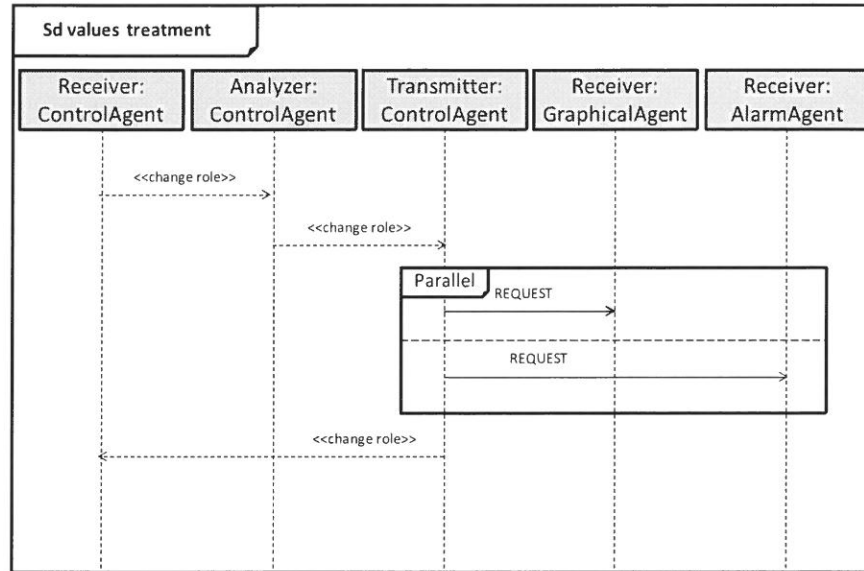 Sd values treatment
Receiver:
ControlAgent
Analyzer:
ControlAgent
Transmitter:
ControlAgent
Receiver:
GraphicalAgent
Receiver:
AlarmAgent
<<change role>>
<<change role>>
Parallel
REQUEST
REQUEST
<<change role>>